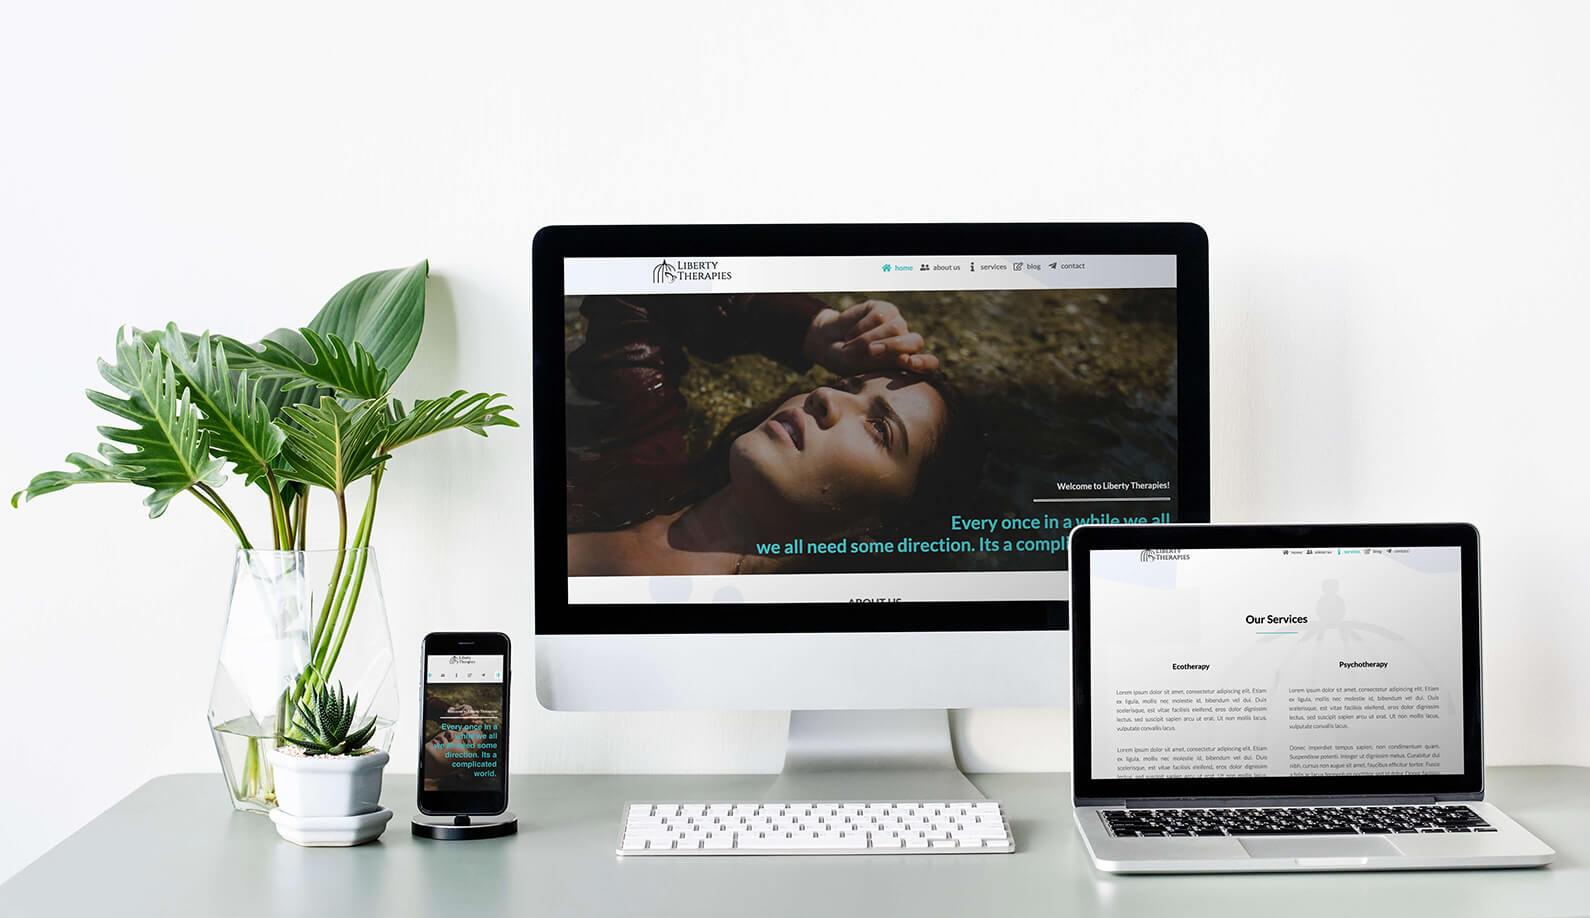 LIBERTY
THERAPIES
home about us services blog contact
Welcome to Liberty Therapies!
Every once in a while we all
we all need some direction. Its a compli
ABOUT US
Liberty
Therapies
Welcome to Liberty Therapies!
Every once in a
while we all
we all need some
direction. Its a
complicated
world.
LIBERTY
THERAPIES
home about us services blog contact
Our Services
Ecotherapy
Lorem ipsum dolor sit amet, consectetur adipiscing elit. Etiam
ex ligula, mollis nec molestie id, bibendum vel dui. Duis
scelerisque, est vitae facilisis eleifend, eros dolor dignissim
lectus, sed suscipit sapien arcu ut erat. Ut non mollis lacus.
Lorem ipsum dolor sit amet, consectetur adipiscing elit. Etiam
ex ligula, mollis nec molestie id, bibendum vel dui. Duis
scelerisque, est vitae facilisis eleifend, eros dolor dignissim
Psychotherapy
Lorem ipsum dolor sit amet, consectetur adipiscing elit. Etiam
ex ligula, mollis nec molestie id, bibendum vel dui. Duis
scelerisque, est vitae facilisis eleifend, eros dolor dignissim
lectus, sed suscipit sapien arcu ut erat. Ut non mollis lacus,
vulputate convallis lacus.
Donec imperdiet tempus sapien, non condimentum quam.
Suspendisse potenti. Integer ut dignissim metus. Curabitur dui
nibh, cursus non augue sit amet, faucibus efficitur tortor. Fusce